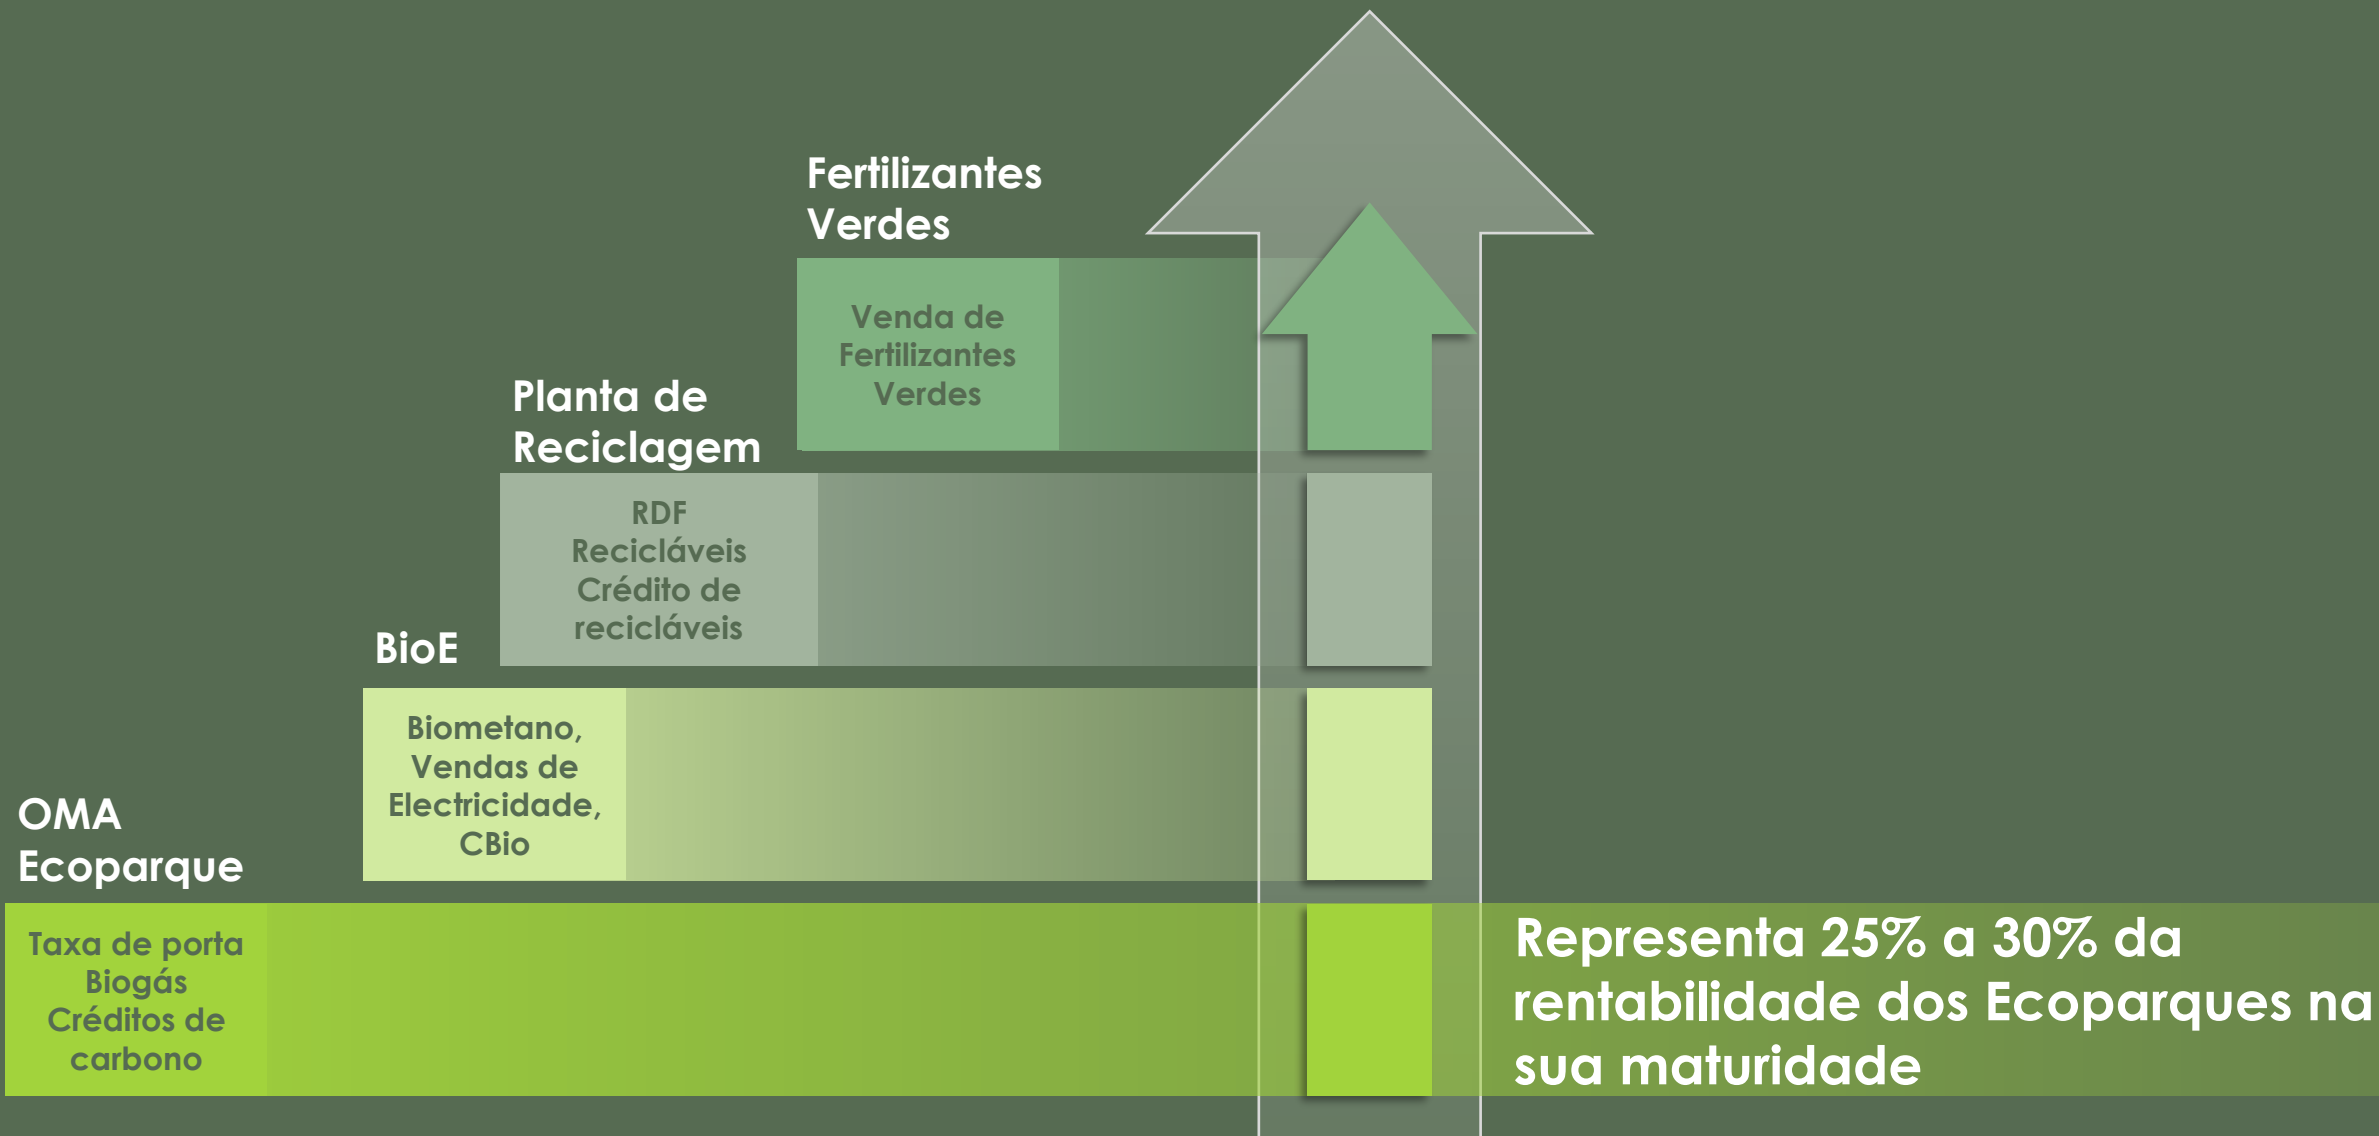 Fertilizantes
Verdes
Venda de
Fertilizantes
Verdes
Planta de
Reciclagem
RDF
Recicláveis
Crédito de
recicláveis
BioE
Biometano,
Vendas de
Electricidade,
CBio
OMA
Ecoparque
Taxa de porta
Biogás
Créditos de
carbono
Representa 25% a 30% da
rentabilidade dos Ecoparques na
sua maturidade